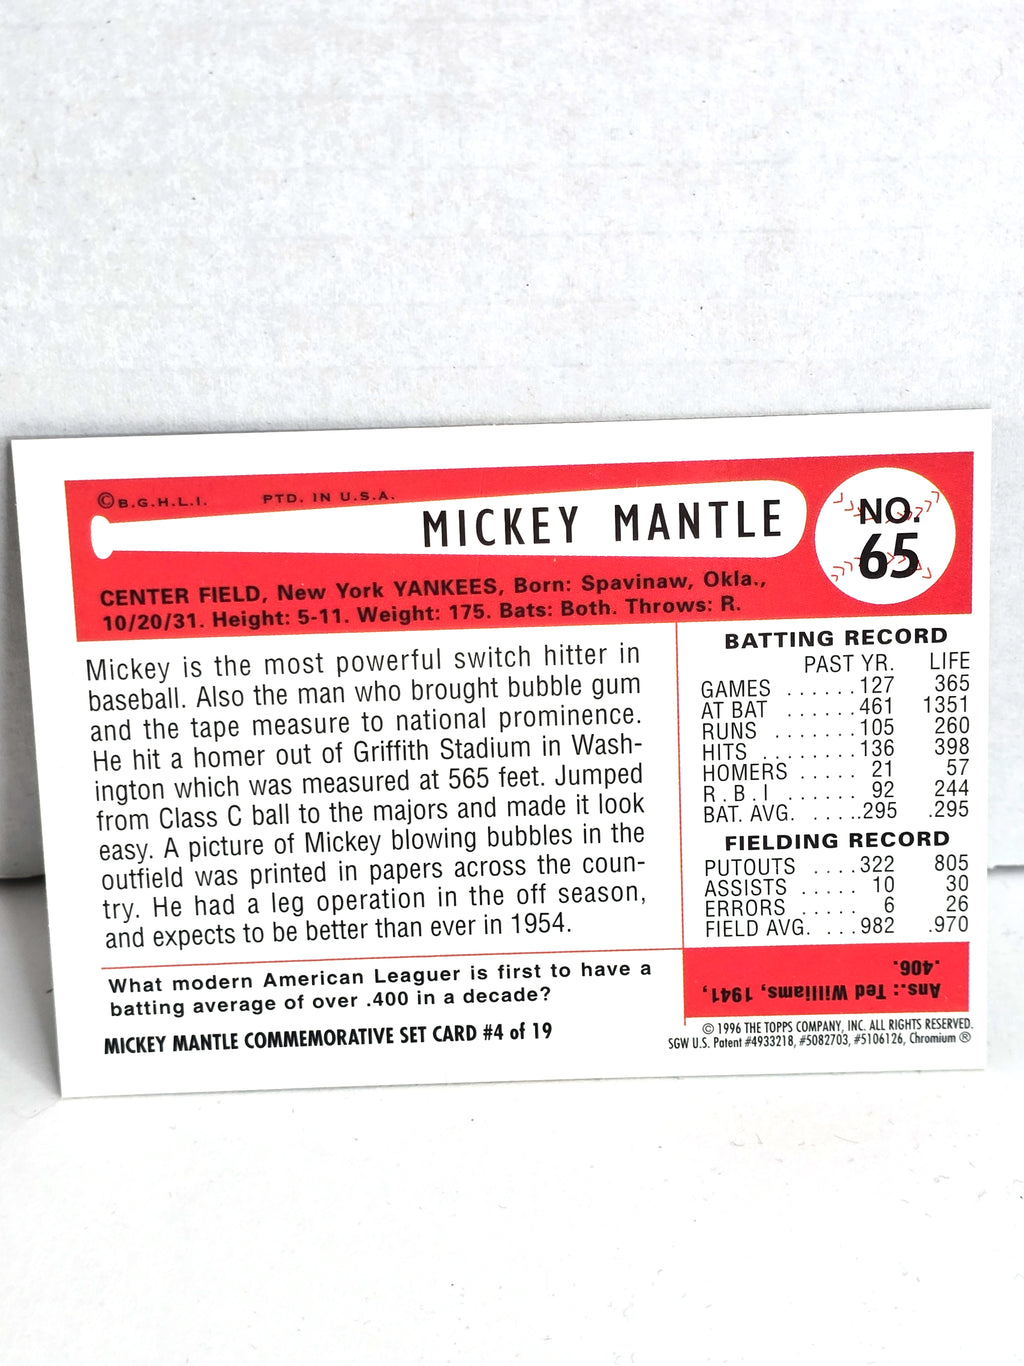 ©B.G.H.L.I. PTD. IN U.S.A.
MICKEY MANTLE
NO.
65
CENTER FIELD, New York YANKEES, Born: Spavinaw, Okla.,
10/20/31. Height: 5-11. Weight: 175. Bats: Both. Throws: R.
Mickey is the most powerful switch hitter in
baseball. Also the man who brought bubble gum
and the tape measure to national prominence.
He hit a homer out of Griffith Stadium in Wash-
ington which was measured at 565 feet. Jumped
from Class C ball to the majors and made it look
easy. A picture of Mickey blowing bubbles in the
outfield was printed in papers across the coun-
try. He had a leg operation in the off season,
and expects to be better than ever in 1954.
BATTING RECORD
PAST YR. LIFE
GAMES ......127 365
AT BAT ......461 1351
RUNS .......105 260
HITS ........136 398
HOMERS ..... 21 57
R.B.I ...... 92 244
BAT. AVG. .....295 .295
FIELDING RECORD
PUTOUTS ....322 805
ASSISTS .... 10 30
ERRORS ..... 6 26
FIELD AVG. ....982 .970
What modern American Leaguer is first to have a
batting average of over .400 in a decade?
Ans.: Ted Williams, 1941,
.406.
MICKEY MANTLE COMMEMORATIVE SET CARD #4 of 19
© 1996 THE TOPPS COMPANY, INC. ALL RIGHTS RESERVED.
SGW U.S. Patent #4933218, #5082703, #5106126, Chromium ®